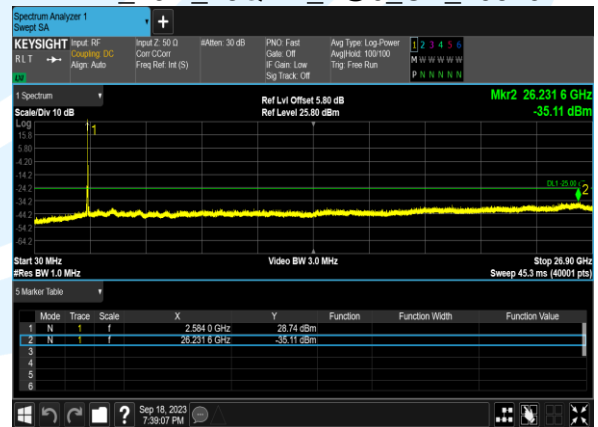 Spectrum Analyzer 1
Swept SA
KEYSIGHT
RLT
Input: RF
Coupling: DC
Align: Auto
Input Z: 50 Ω
Corr CCorr
Freq Ref: Int (S)
#Atten: 30 dB
PNO: Fast
Gate: Off
IF Gain: Low
Sig Track: Off
Avg Type: Log-Power
Avg|Hold: 100/100
Trig: Free Run
1 2 3 4 5 6
M W W W W W
P N N N N N
1 Spectrum
Ref Lvl Offset 5.80 dB
Mkr2 26.231 6 GHz
Scale/Div 10 dB
Ref Level 25.80 dBm
-35.11 dBm
Log
15.8
5.80
-4.20
-14.2
-24.2
-34.2
-44.2
-54.2
-64.2
1
DL1 -25.00
2
Start 30 MHz
Video BW 3.0 MHz
Stop 26.90 GHz
#Res BW 1.0 MHz
Sweep 45.3 ms (40001 pts)
5 Marker Table
Mode Trace Scale X Y Function Function Width Function Value
1 N 1 f 2.584 0 GHz 28.74 dBm
2 N 1 f 26.231 6 GHz -35.11 dBm
3
4
5
6
?
Sep 18, 2023
7:39:07 PM